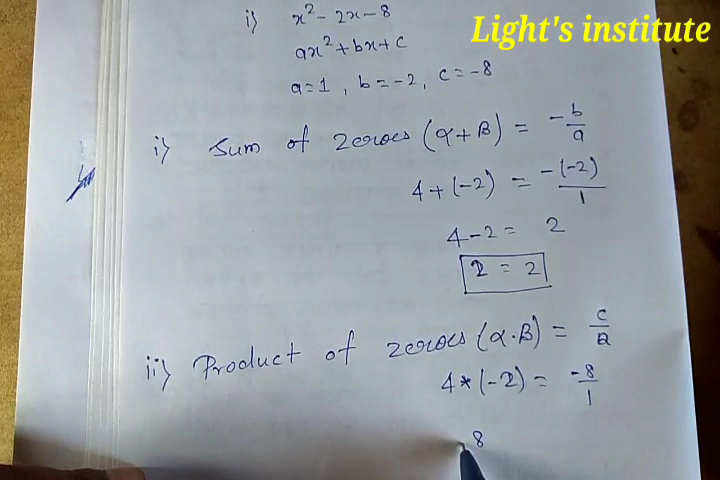 Light's institute
i) x² - 2x - 8
ax² + bx + c
a = 1, b = -2, c = -8
i) Sum of zeroes (α + β) = -b/a
4 + (-2) = -(-2)/1
4 - 2 = 2
2 = 2
ii) Product of zeroes (α·β) = c/a
4 * (-2) = -8/1
8